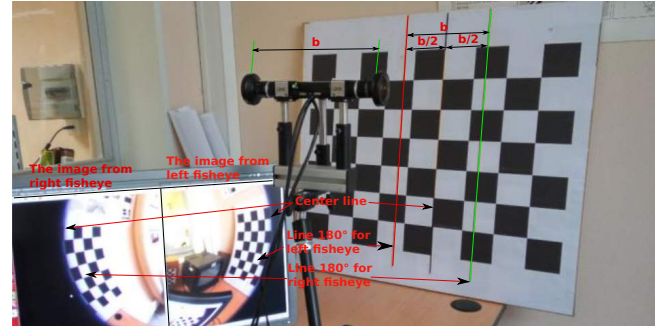 b
b
b/2 b/2
The image from
right fisheye
The image from
left fisheye
Center line
Line 180° for
left fisheye
Line 180° for
right fisheye